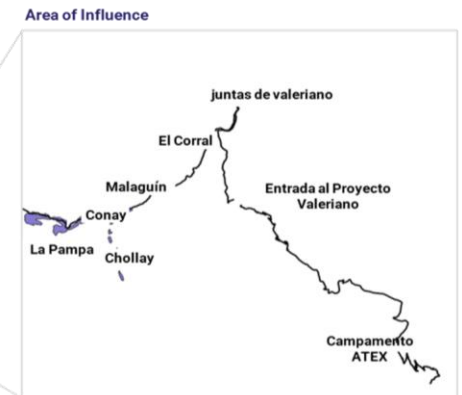 Area of Influence
juntas de valeriano
El Corral
Malaguín
Entrada al Proyecto
Valeriano
Conay
La Pampa
Chollay
Campamento
ATEX